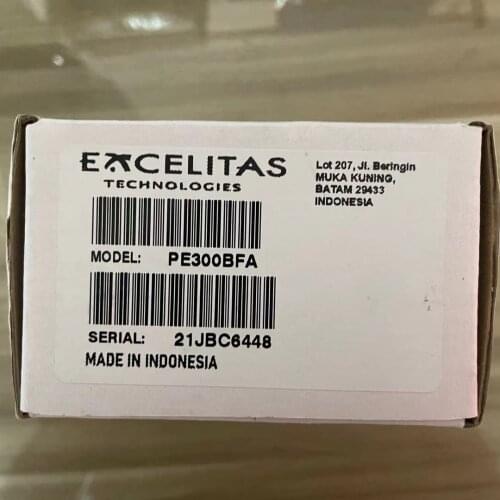 EXCELITAS
TECHNOLOGIES
Lot 207, Jl. Beringin
MUKA KUNING,
BATAM 29433
INDONESIA
MODEL: PE300BFA
SERIAL: 21JBC6448
MADE IN INDONESIA